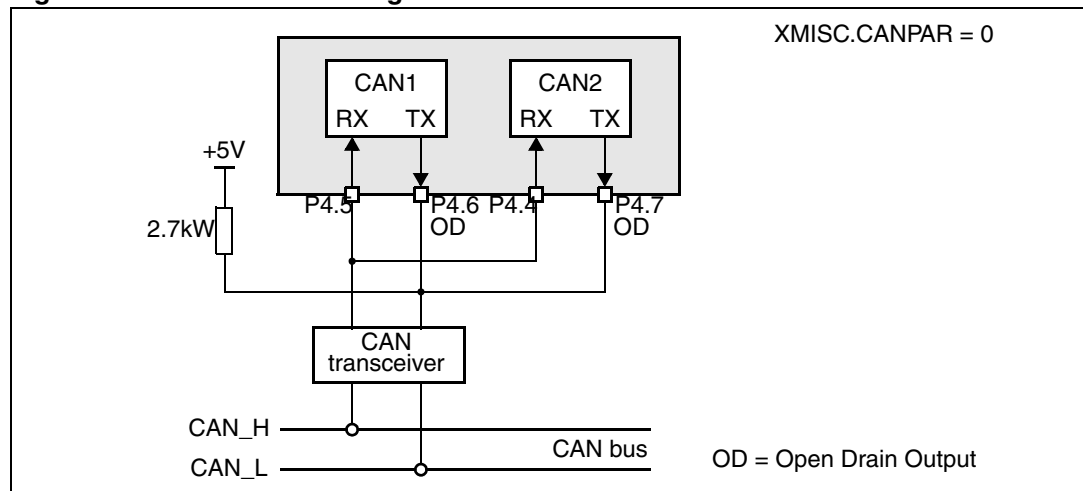 XMISC.CANPAR = 0
CAN1
CAN2
RX TX
RX TX
+5V
P4.5
P4.6
OD
P4.4
P4.7
OD
2.7kW
CAN
transceiver
CAN_H
CAN bus
CAN_L
OD = Open Drain Output